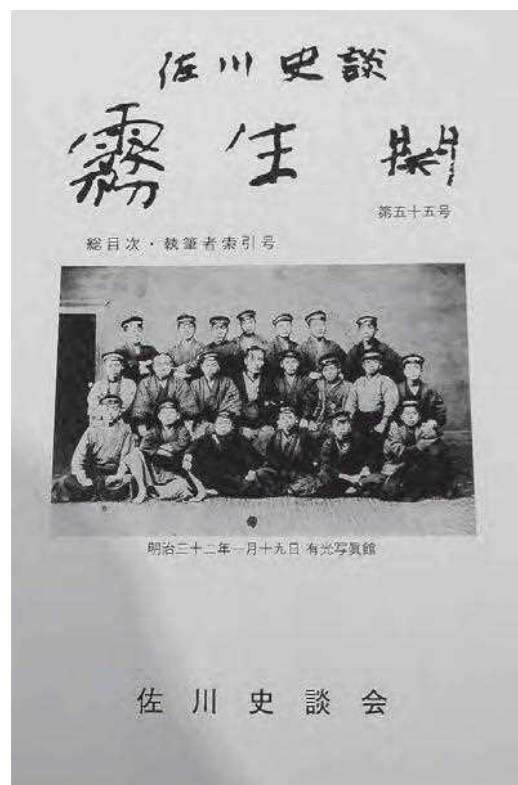 佐川史談
霧生関
第五十五号
総目次・執筆者索引号
明治三十二年一月十九日 有光写真館
佐川史談会